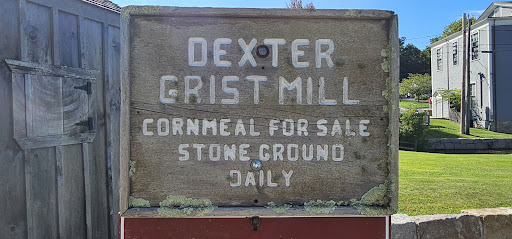 DEXTER
GRIST MILL
CORNMEAL FOR SALE
STONE GROUND
DAILY